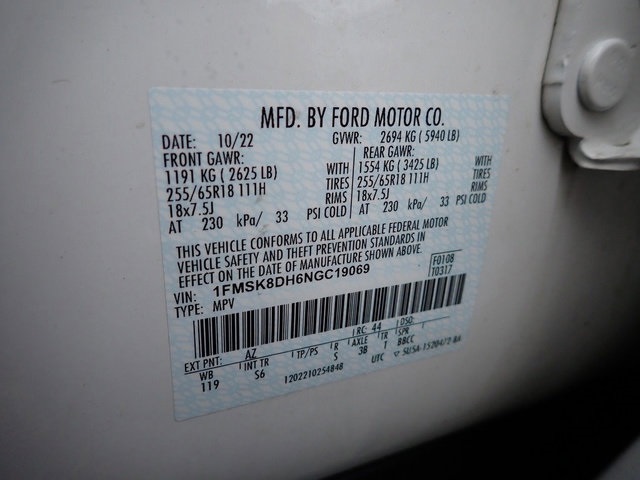 MFD. BY FORD MOTOR CO.
DATE: 10/22 GVWR: 2694 KG ( 5940 LB)
FRONT GAWR: REAR GAWR:
1191 KG ( 2625 LB) WITH 1554 KG ( 3425 LB) WITH
255/65R18 111H TIRES 255/65R18 111H TIRES
18x7.5J RIMS 18x7.5J RIMS
AT 230 kPa/ 33 PSI COLD AT 230 kPa/ 33 PSI COLD
THIS VEHICLE CONFORMS TO ALL APPLICABLE FEDERAL MOTOR
VEHICLE SAFETY AND THEFT PREVENTION STANDARDS IN
EFFECT ON THE DATE OF MANUFACTURE SHOWN ABOVE.
VIN: 1FMSK8DH6NGC19069 F0108
TYPE: MPV T0317
RC: 44 DSO:
EXT PNT: AZ
WB INT TR TP/PS R AXLE TR SPR
119 S6 5 3B T BBCC
1202210254848 UTC ▽ 5U5A-1520472-BA